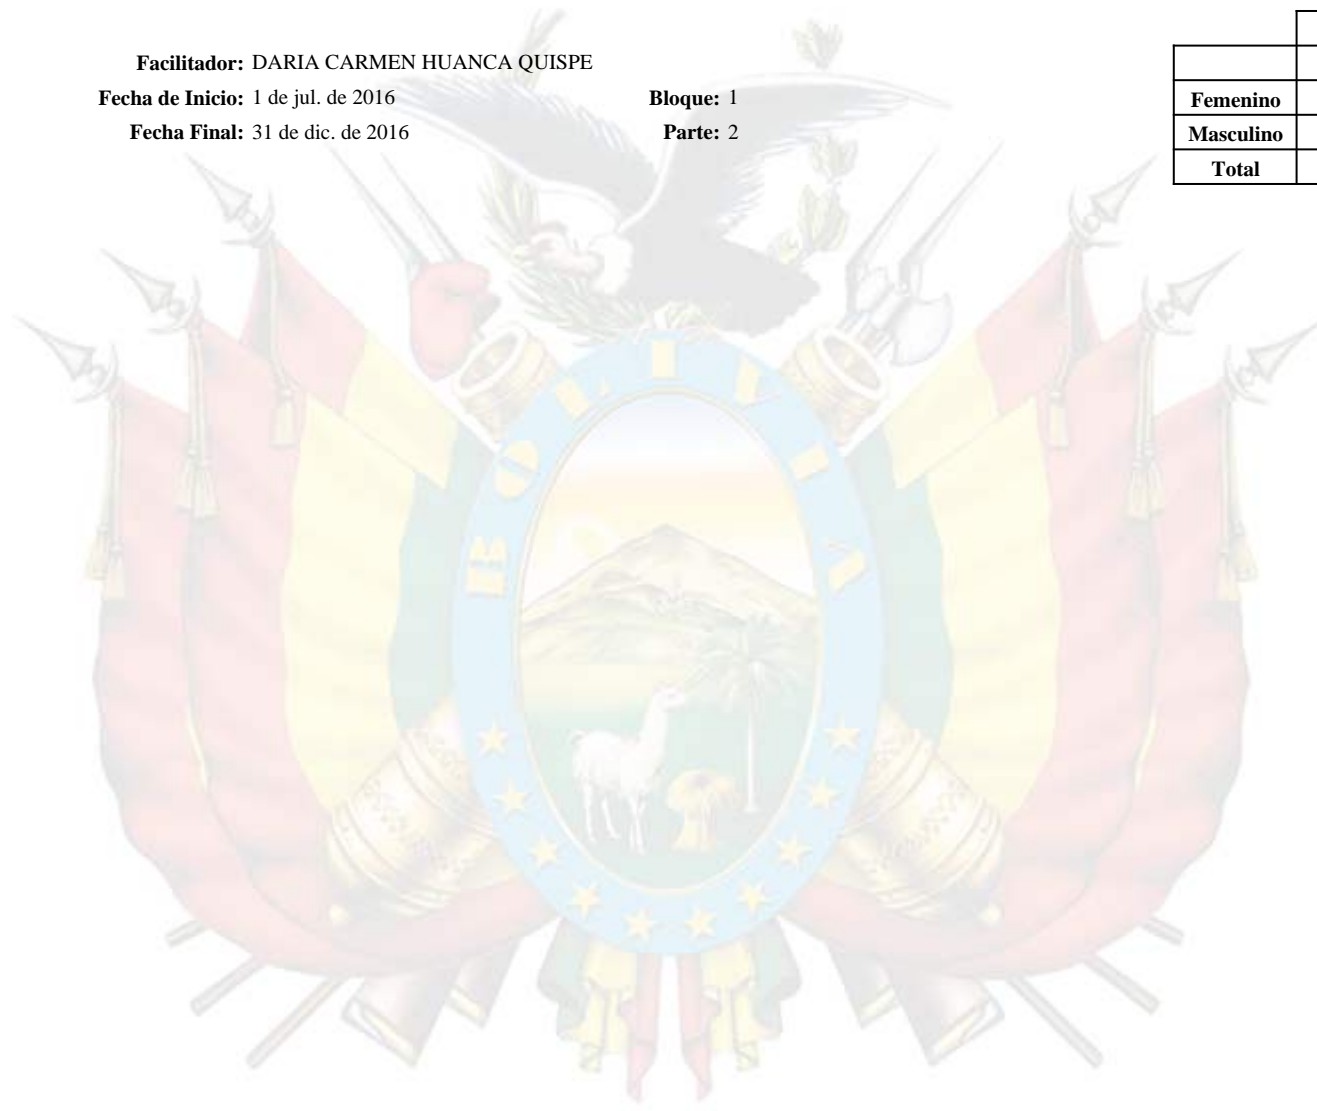 Facilitador: DARIA CARMEN HUANCA QUISPE
Fecha de Inicio: 1 de jul. de 2016 Bloque: 1
Fecha Final: 31 de dic. de 2016 Parte: 2
Femenino
Masculino
Total
BOLIVIA